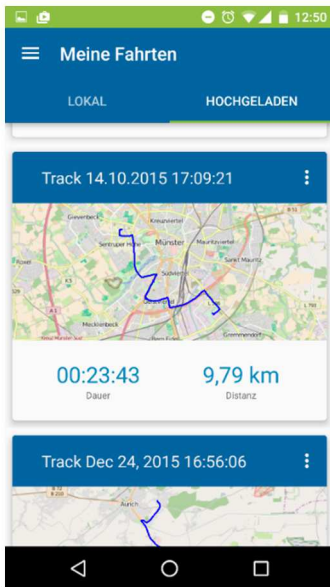 12:50
Meine Fahrten
LOKAL HOCHGELADEN
Track 14.10.2015 17:09:21
Gievenbeck
Kreuzviertel
Sentruper Höhe
Münster
Mauritzviertel
Roxel
Sankt Mauritz
Südviertel
Mecklenbeck
Gremmendorf
00:23:43 9,79 km
Dauer Distanz
Track Dec 24, 2015 16:56:06
Aurich